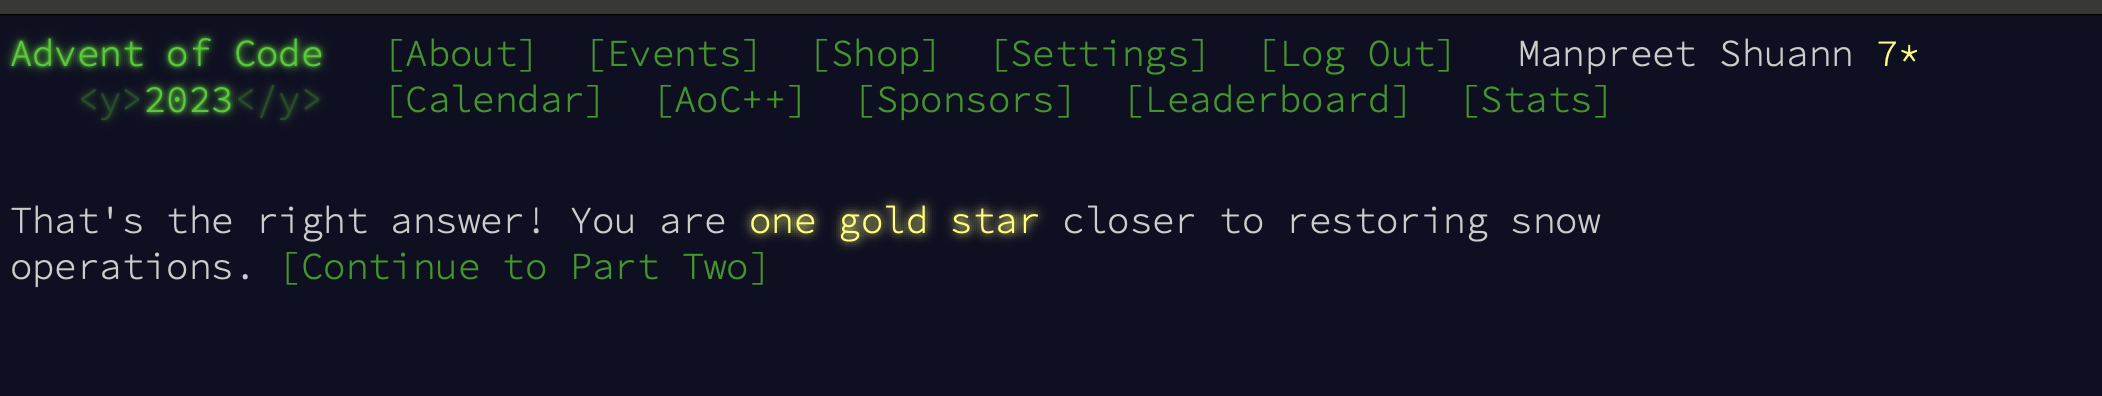 Advent of Code [About] [Events] [Shop] [Settings] [Log Out] Manpreet Shuann 7*
<y>2023</y> [Calendar] [AoC++] [Sponsors] [Leaderboard] [Stats]
That's the right answer! You are one gold star closer to restoring snow
operations. [Continue to Part Two]